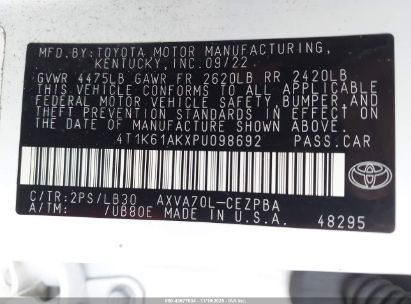 MFD.BY:TOYOTA MOTOR MANUFACTURING,
KENTUCKY, INC.09/22
GVWR 4475LB GAWR FR 2620LB RR 2420LB
THIS VEHICLE CONFORMS TO ALL APPLICABLE
FEDERAL MOTOR VEHICLE SAFETY, BUMPER, AND
THEFT PREVENTION STANDARDS IN EFFECT ON
THE DATE OF MANUFACTURE SHOWN ABOVE.
4T1K61AKXPU098692 PASS.CAR
C/TR:2PS/LB30 AXVA70L-CEZPBA
A/TM: /UB80E MADE IN U.S.A.
48295
TOYOTA